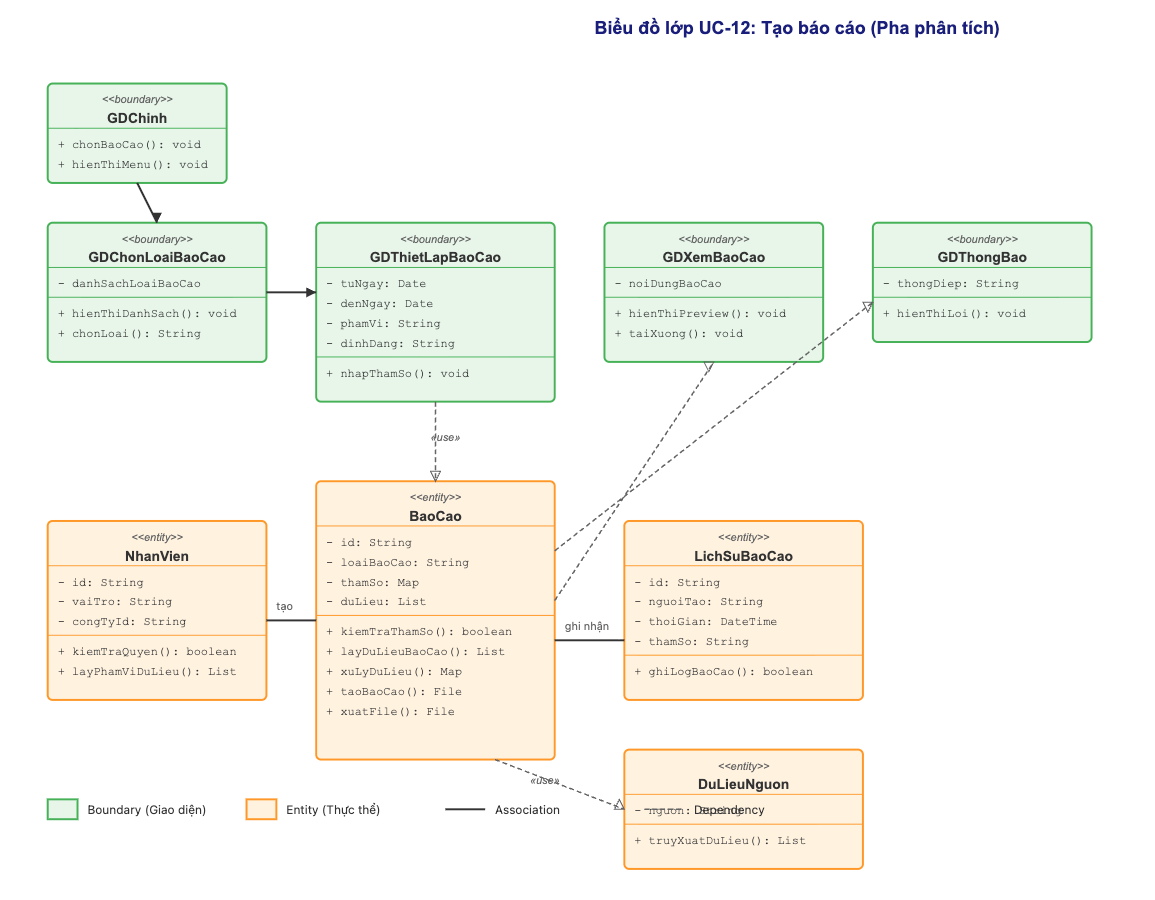 Biểu đồ lớp UC-12: Tạo báo cáo (Pha phân tích)
<<boundary>>
GDChinh
+ chonBaoCao(): void
+ hienThiMenu(): void
<<boundary>>
GDChonLoaiBaoCao
- danhSachLoaiBaoCao
+ hienThiDanhSach(): void
+ chonLoai(): String
<<boundary>>
GDThietLapBaoCao
- tuNgay: Date
- denNgay: Date
- phamVi: String
- dinhDang: String
+ nhapThamSo(): void
<<boundary>>
GDXemBaoCao
- noiDungBaoCao
+ hienThiPreview(): void
+ taiXuong(): void
<<boundary>>
GDThongBao
- thongDiep: String
+ hienThiLoi(): void
«use»
<<entity>>
NhanVien
- id: String
- vaiTro: String
- congTyId: String
+ kiemTraQuyen(): boolean
+ layPhamViDuLieu(): List
tạo
<<entity>>
BaoCao
- id: String
- loaiBaoCao: String
- thamSo: Map
- duLieu: List
+ kiemTraThamSo(): boolean
+ layDuLieuBaoCao(): List
+ xuLyDuLieu(): Map
+ taoBaoCao(): File
+ xuatFile(): File
ghi nhận
<<entity>>
LichSuBaoCao
- id: String
- nguoiTao: String
- thoiGian: DateTime
- thamSo: String
+ ghiLogBaoCao(): boolean
«use»
<<entity>>
DuLieuNguon
- nguon: String
+ truyXuatDuLieu(): List
Boundary (Giao diện)
Entity (Thực thể)
Association
Dependency